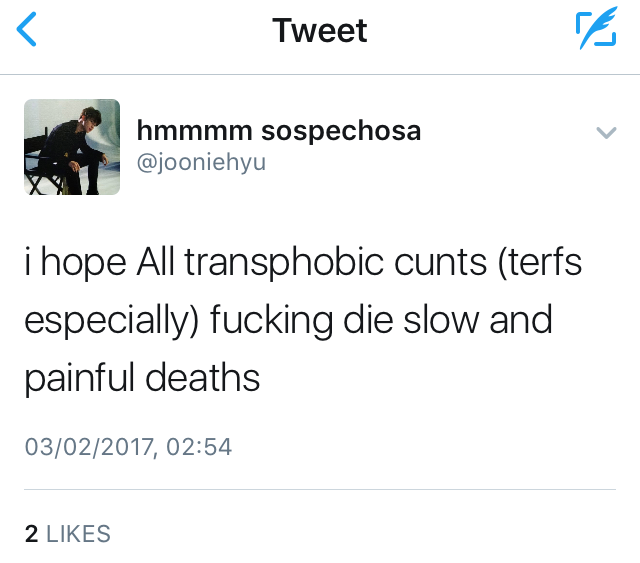 Tweet
hmmmm sospechosa
@jooniehyu
i hope All transphobic cunts (terfs
especially) fucking die slow and
painful deaths
03/02/2017, 02:54
2 LIKES